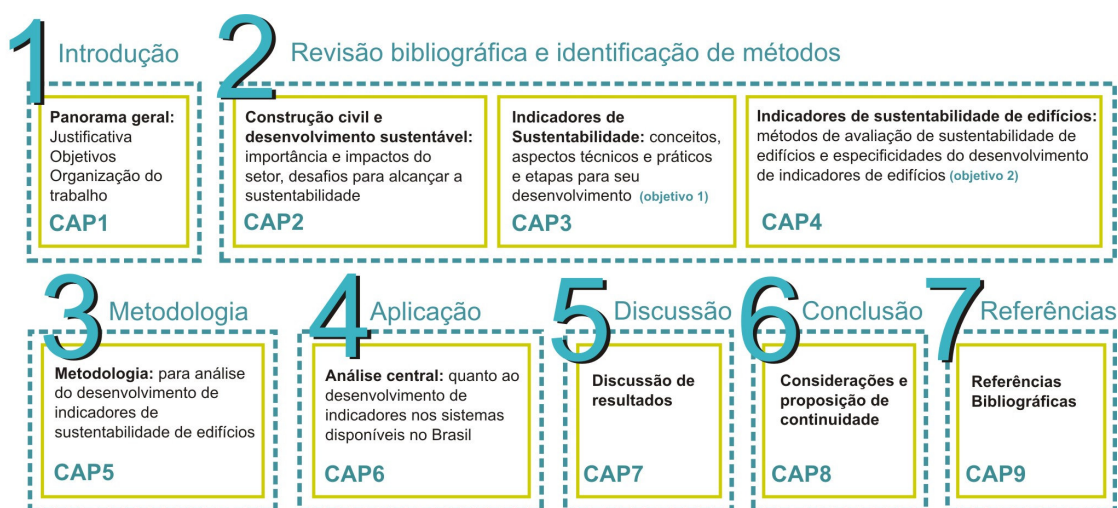 1 Introdução
Panorama geral:
Justificativa
Objetivos
Organização do
trabalho
CAP1
2 Revisão bibliográfica e identificação de métodos
Construção civil e
desenvolvimento sustentável:
importância e impactos do
setor, desafios para alcançar a
sustentabilidade
CAP2
Indicadores de
Sustentabilidade: conceitos,
aspectos técnicos e práticos
e etapas para seu
desenvolvimento (objetivo 1)
CAP3
Indicadores de sustentabilidade de edifícios:
métodos de avaliação de sustentabilidade de
edifícios e especificidades do desenvolvimento
de indicadores de edifícios (objetivo 2)
CAP4
3 Metodologia
Metodologia: para análise
do desenvolvimento de
indicadores de
sustentabilidade de edifícios
CAP5
4 Aplicação
Análise central: quanto ao
desenvolvimento de
indicadores nos sistemas
disponíveis no Brasil
CAP6
5 Discussão
Discussão de
resultados
CAP7
6 Conclusão
Considerações e
proposição de
continuidade
CAP8
7 Referências
Referências
Bibliográficas
CAP9